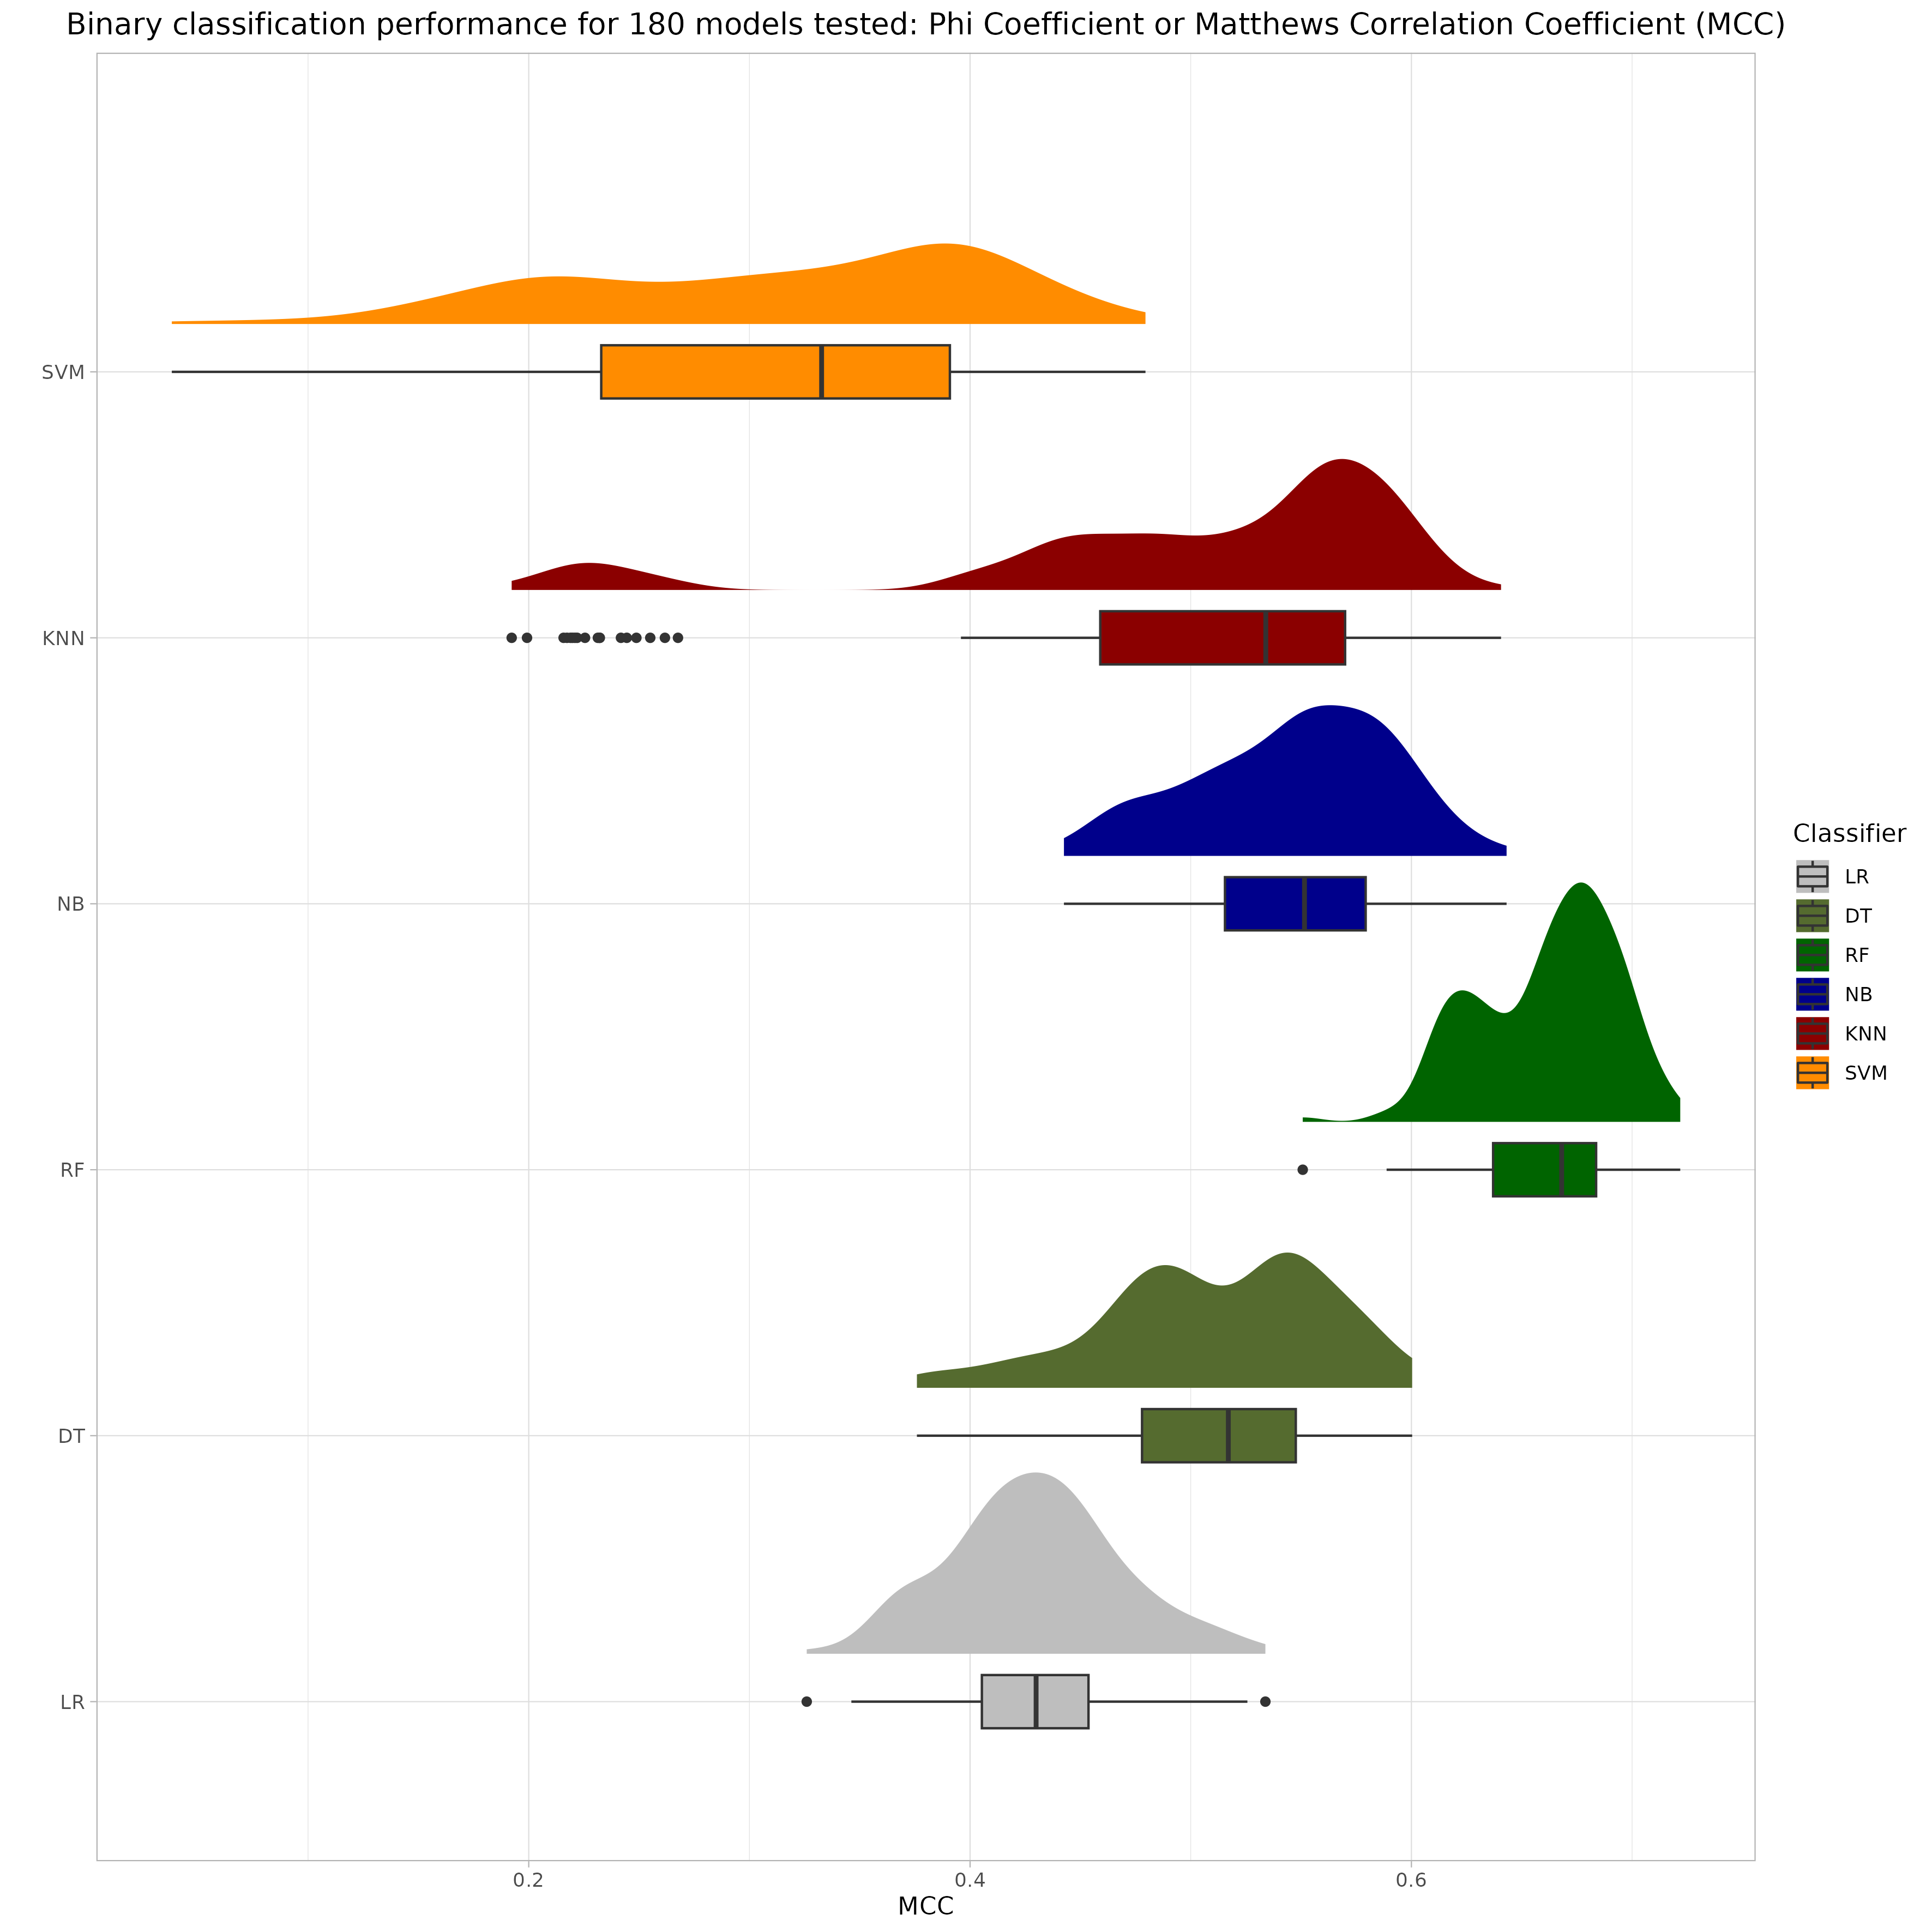 Binary classification performance for 180 models tested: Phi Coefficient or Matthews Correlation Coefficient (MCC)
SVM
KNN
NB
RF
DT
LR
0.2 0.4 0.6
MCC
Classifier
LR
DT
RF
NB
KNN
SVM